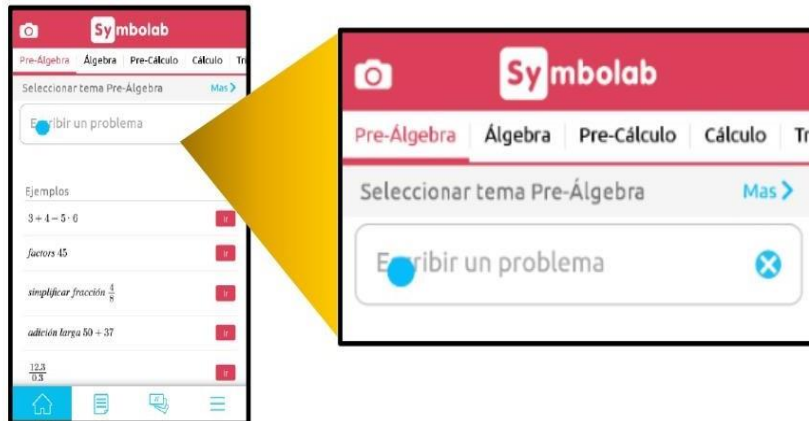 Symbolab
Pre-Álgebra Álgebra Pre-Cálculo Cálculo Tri
Seleccionar tema Pre-Álgebra Mas >
ribir un problema
Ejemplos
3 + 4 − 5 · 6 Ir
factors 45 Ir
simplificar fracción 4/8 Ir
adición larga 50 + 37 Ir
12.3/0.3 Ir
Symbolab
Pre-Álgebra Álgebra Pre-Cálculo Cálculo Tr
Seleccionar tema Pre-Álgebra Mas >
ribir un problema